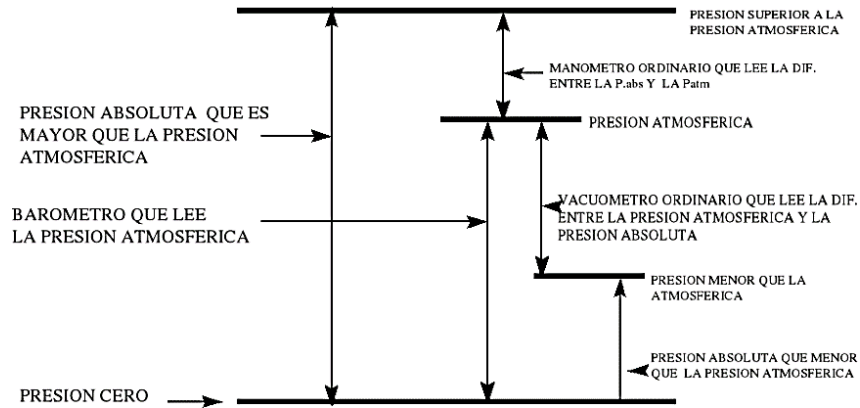 PRESION SUPERIOR A LA
PRESION ATMOSFERICA
MANOMETRO ORDINARIO QUE LEE LA DIF.
ENTRE LA P.abs Y LA Patm
PRESION ABSOLUTA QUE ES
MAYOR QUE LA PRESION
ATMOSFERICA
PRESION ATMOSFERICA
BAROMETRO QUE LEE
LA PRESION ATMOSFERICA
VACUOMETRO ORDINARIO QUE LEE LA DIF.
ENTRE LA PRESION ATMOSFERICA Y LA
PRESION ABSOLUTA
PRESION MENOR QUE LA
ATMOSFERICA
PRESION ABSOLUTA QUE MENOR
QUE LA PRESION ATMOSFERICA
PRESION CERO